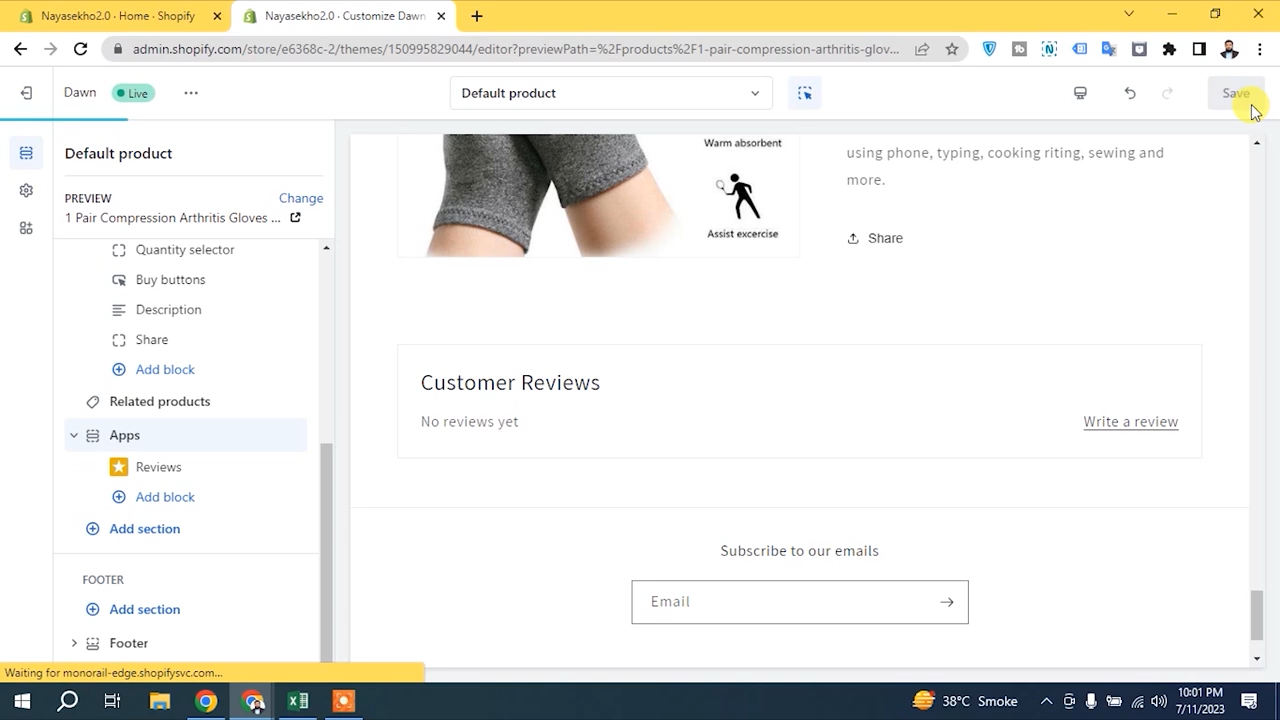 Nayasekho2.0 · Home · Shopify
Nayasekho2.0 · Customize Dawn
admin.shopify.com/store/e6368c-2/themes/150995829044/editor?previewPath=%2Fproducts%2F1-pair-compression-arthritis-glov...
Dawn
Live
Default product
Save
Default product
PREVIEW
Change
1 Pair Compression Arthritis Gloves ...
Quantity selector
Buy buttons
Description
Share
Add block
Related products
Apps
Reviews
Add block
Add section
FOOTER
Add section
Footer
Warm absorbent
Assist excercise
using phone, typing, cooking riting, sewing and
more.
Share
Customer Reviews
No reviews yet
Write a review
Subscribe to our emails
Email
Waiting for monorail-edge.shopifysvc.com...
38°C Smoke
10:01 PM
7/11/2023